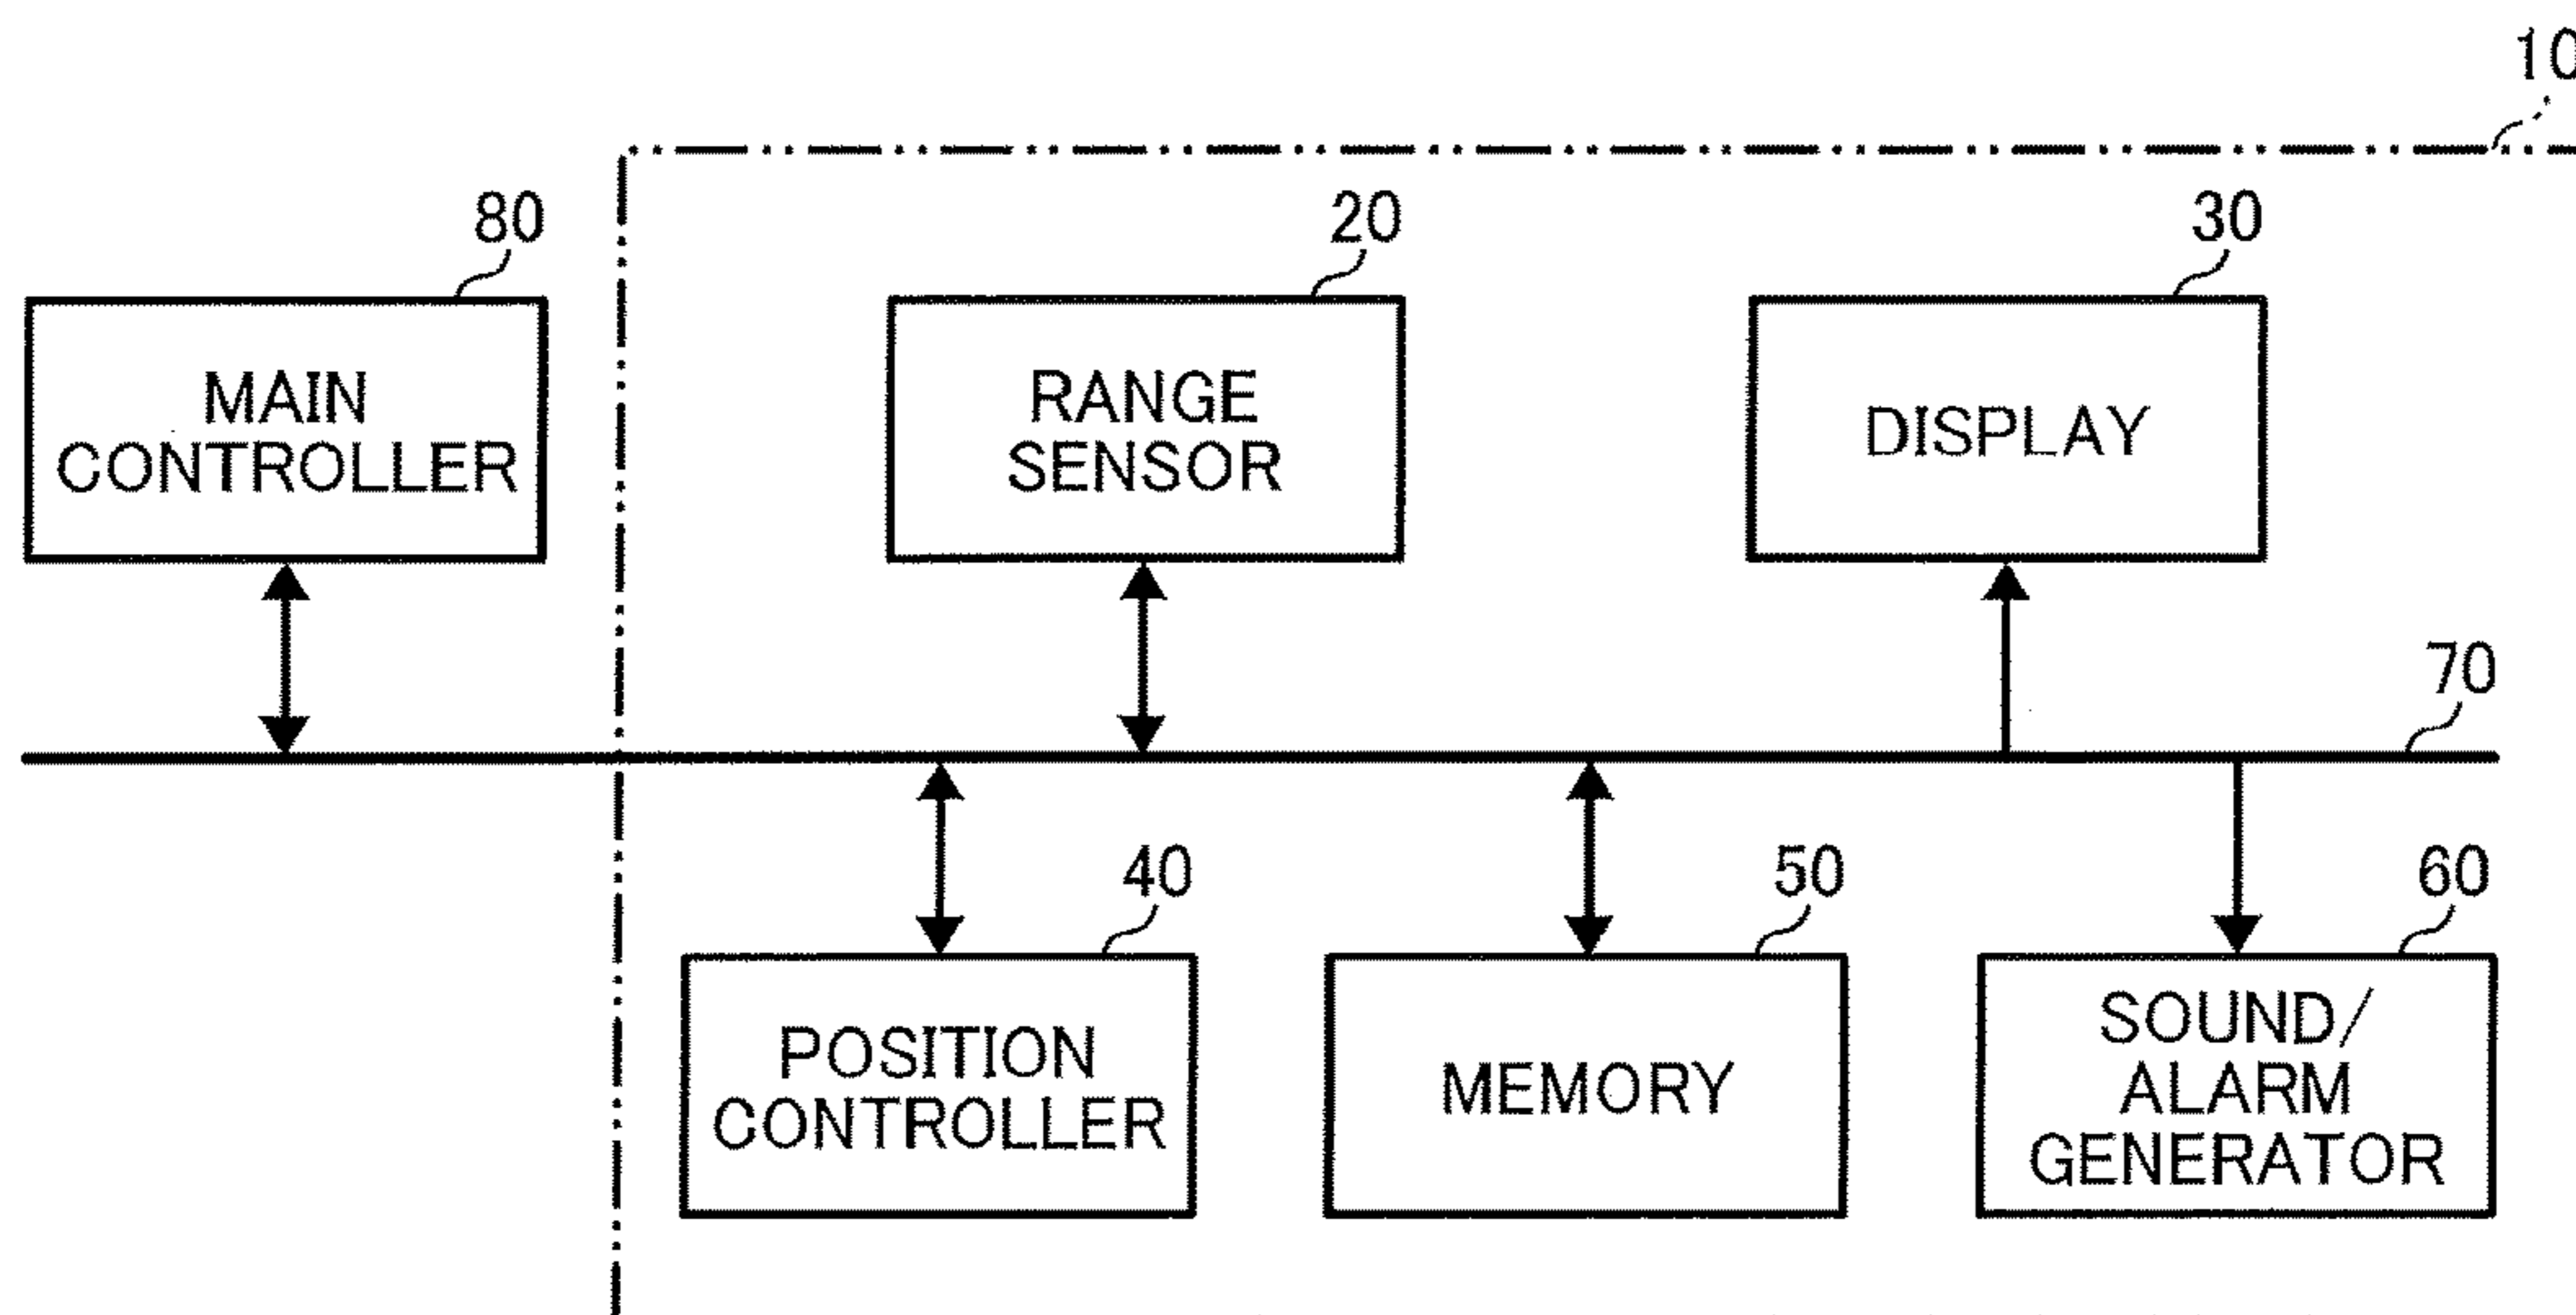 10
80
20
30
MAIN
CONTROLLER
RANGE
SENSOR
DISPLAY
70
40
50
60
POSITION
CONTROLLER
MEMORY
SOUND/
ALARM
GENERATOR